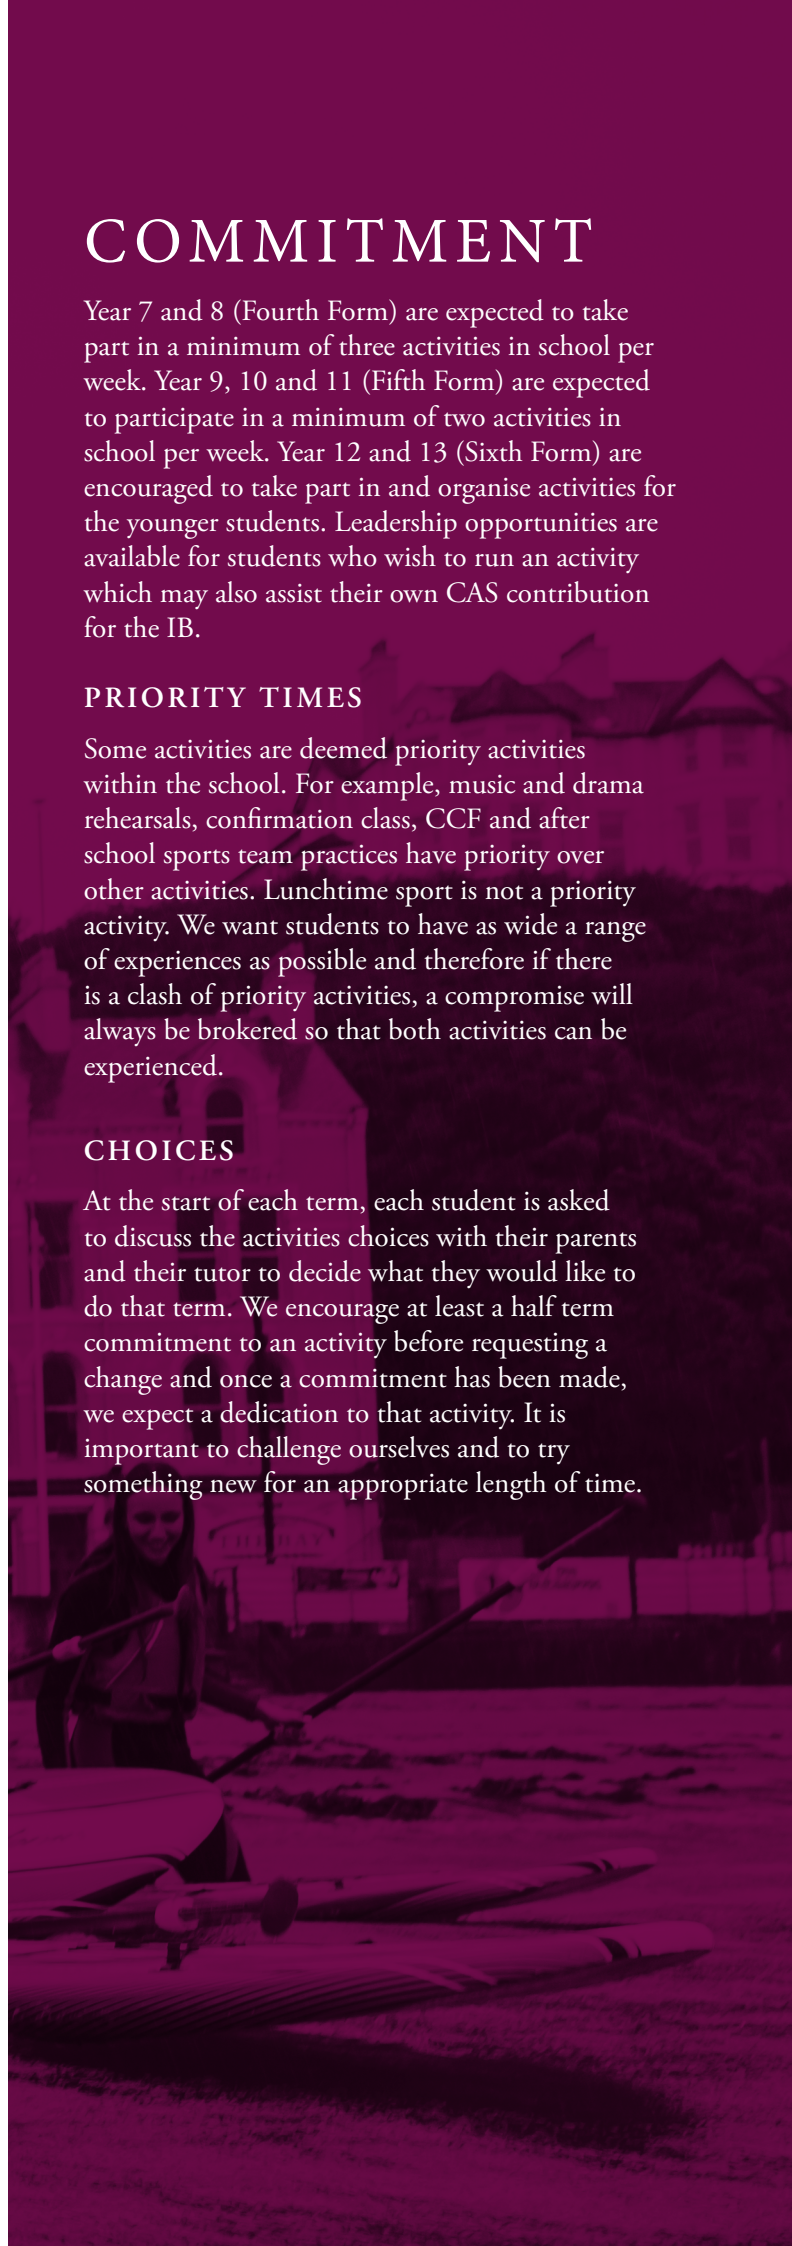 COMMITMENT
Year 7 and 8 (Fourth Form) are expected to take
part in a minimum of three activities in school per
week. Year 9, 10 and 11 (Fifth Form) are expected
to participate in a minimum of two activities in
school per week. Year 12 and 13 (Sixth Form) are
encouraged to take part in and organise activities for
the younger students. Leadership opportunities are
available for students who wish to run an activity
which may also assist their own CAS contribution
for the IB.
PRIORITY TIMES
Some activities are deemed priority activities
within the school. For example, music and drama
rehearsals, confirmation class, CCF and after
school sports team practices have priority over
other activities. Lunchtime sport is not a priority
activity. We want students to have as wide a range
of experiences as possible and therefore if there
is a clash of priority activities, a compromise will
always be brokered so that both activities can be
experienced.
CHOICES
At the start of each term, each student is asked
to discuss the activities choices with their parents
and their tutor to decide what they would like to
do that term. We encourage at least a half term
commitment to an activity before requesting a
change and once a commitment has been made,
we expect a dedication to that activity. It is
important to challenge ourselves and to try
something new for an appropriate length of time.